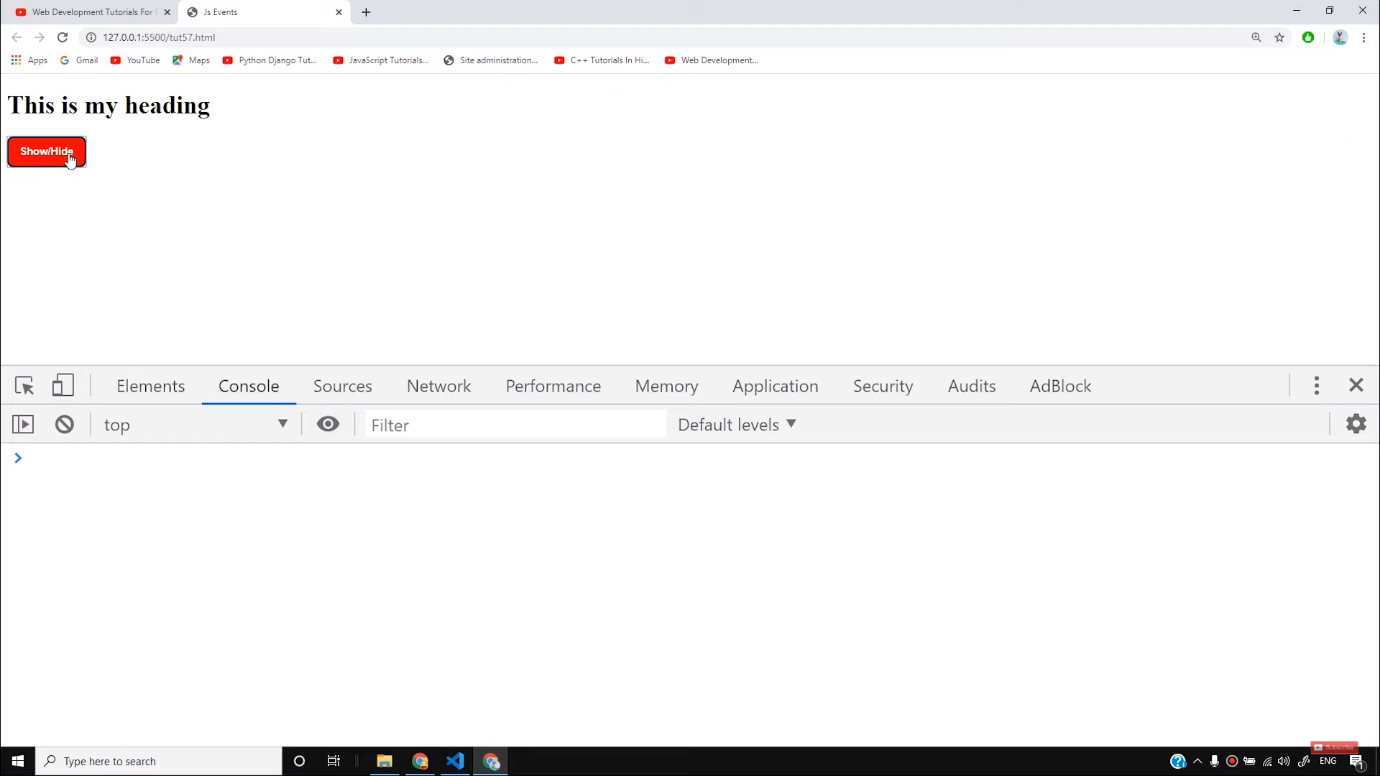 Web Development Tutorials For
Js Events
127.0.0.1:5500/tut57.html
Apps
Gmail
YouTube
Maps
Python Django Tut...
JavaScript Tutorials...
Site administration...
C++ Tutorials In Hi...
Web Development...
This is my heading
Show/Hide
Elements
Console
Sources
Network
Performance
Memory
Application
Security
Audits
AdBlock
top
Filter
Default levels
Type here to search
ENG
Subscribe